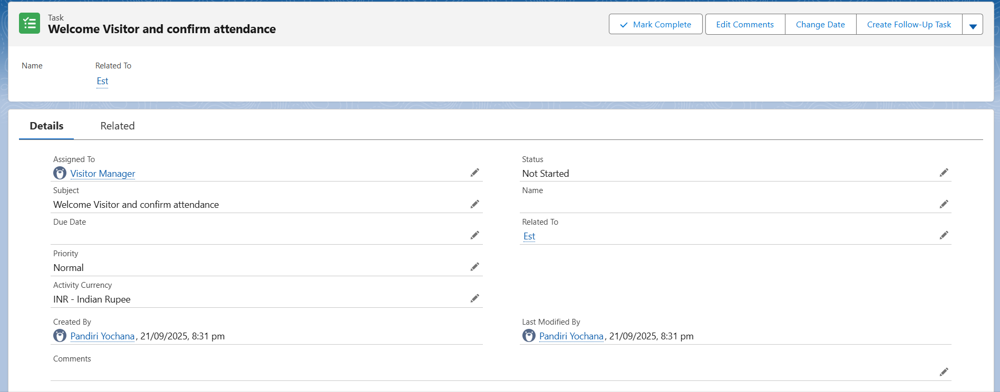 Task
Welcome Visitor and confirm attendance
Mark Complete
Edit Comments
Change Date
Create Follow-Up Task
Name
Related To
Est
Details
Related
Assigned To
Visitor Manager
Status
Not Started
Subject
Welcome Visitor and confirm attendance
Name
Due Date
Related To
Est
Priority
Normal
Activity Currency
INR - Indian Rupee
Created By
Pandiri Yochana, 21/09/2025, 8:31 pm
Last Modified By
Pandiri Yochana, 21/09/2025, 8:31 pm
Comments